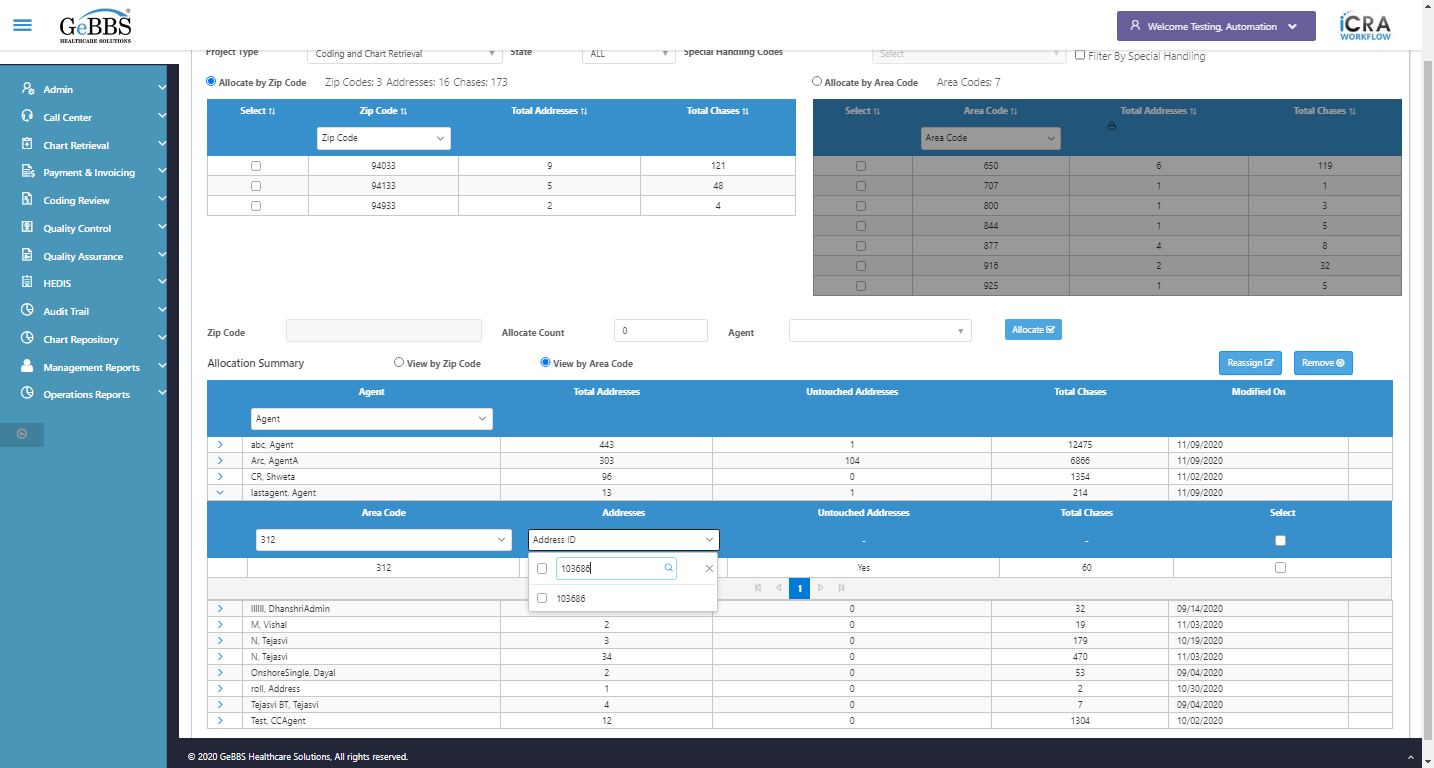 GeBBS
HEALTHCARE SOLUTIONS
Welcome Testing, Automation
iCRA
WORKFLOW
Project Type Coding and Chart Retrieval State ALL Special Handling Codes Select Filter By Special Handling
Admin
Call Center
Chart Retrieval
Payment & Invoicing
Coding Review
Quality Control
Quality Assurance
HEDIS
Audit Trail
Chart Repository
Management Reports
Operations Reports
Allocate by Zip Code Zip Codes: 3 Addresses: 16 Chases: 173
Select Zip Code Total Addresses Total Chases
Zip Code
94033 9 121
94133 5 48
94933 2 4
Allocate by Area Code Area Codes: 7
Select Area Code Total Addresses Total Chases
Area Code
650 6 119
707 1 1
800 1 3
844 1 5
877 4 8
916 2 32
925 1 5
Zip Code Allocate Count 0 Agent Allocate
Allocation Summary View by Zip Code View by Area Code Reassign Remove
Agent Total Addresses Untouched Addresses Total Chases Modified On
Agent
abc, Agent 443 1 12475 11/09/2020
Arc, AgentA 303 104 6866 11/09/2020
CR, Shweta 96 0 1354 11/02/2020
lastagent, Agent 13 1 214 11/09/2020
Area Code Addresses Untouched Addresses Total Chases Select
312 Address ID - -
312 Yes 60
103686
103686
1
DhanshriAdmin 0 32 09/14/2020
M, Vishal 2 0 19 11/03/2020
N, Tejasvi 3 0 179 10/19/2020
N, Tejasvi 34 0 470 11/03/2020
OnshoreSingle, Dayal 2 0 53 09/04/2020
roll, Address 1 0 2 10/30/2020
Tejasvi BT, Tejasvi 4 0 7 09/04/2020
Test, CCAgent 12 0 1304 10/02/2020
© 2020 GeBBS Healthcare Solutions, All rights reserved.